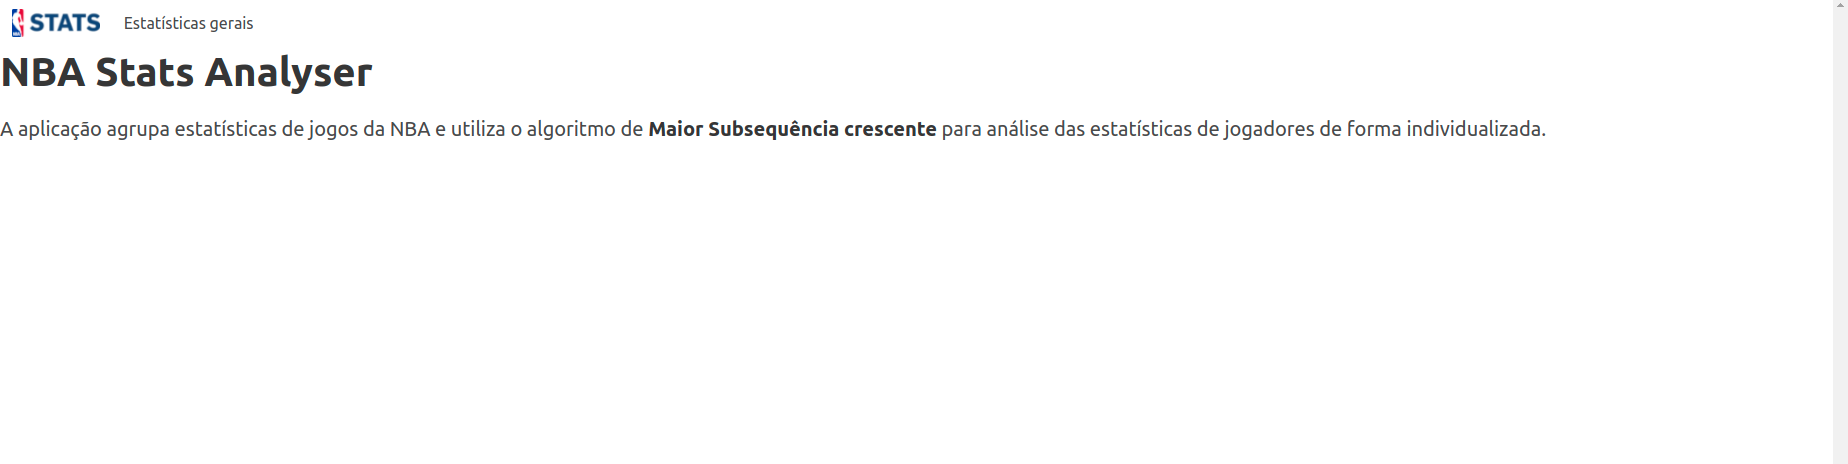 STATS Estatísticas gerais
NBA Stats Analyser
A aplicação agrupa estatísticas de jogos da NBA e utiliza o algoritmo de Maior Subsequência crescente para análise das estatísticas de jogadores de forma individualizada.